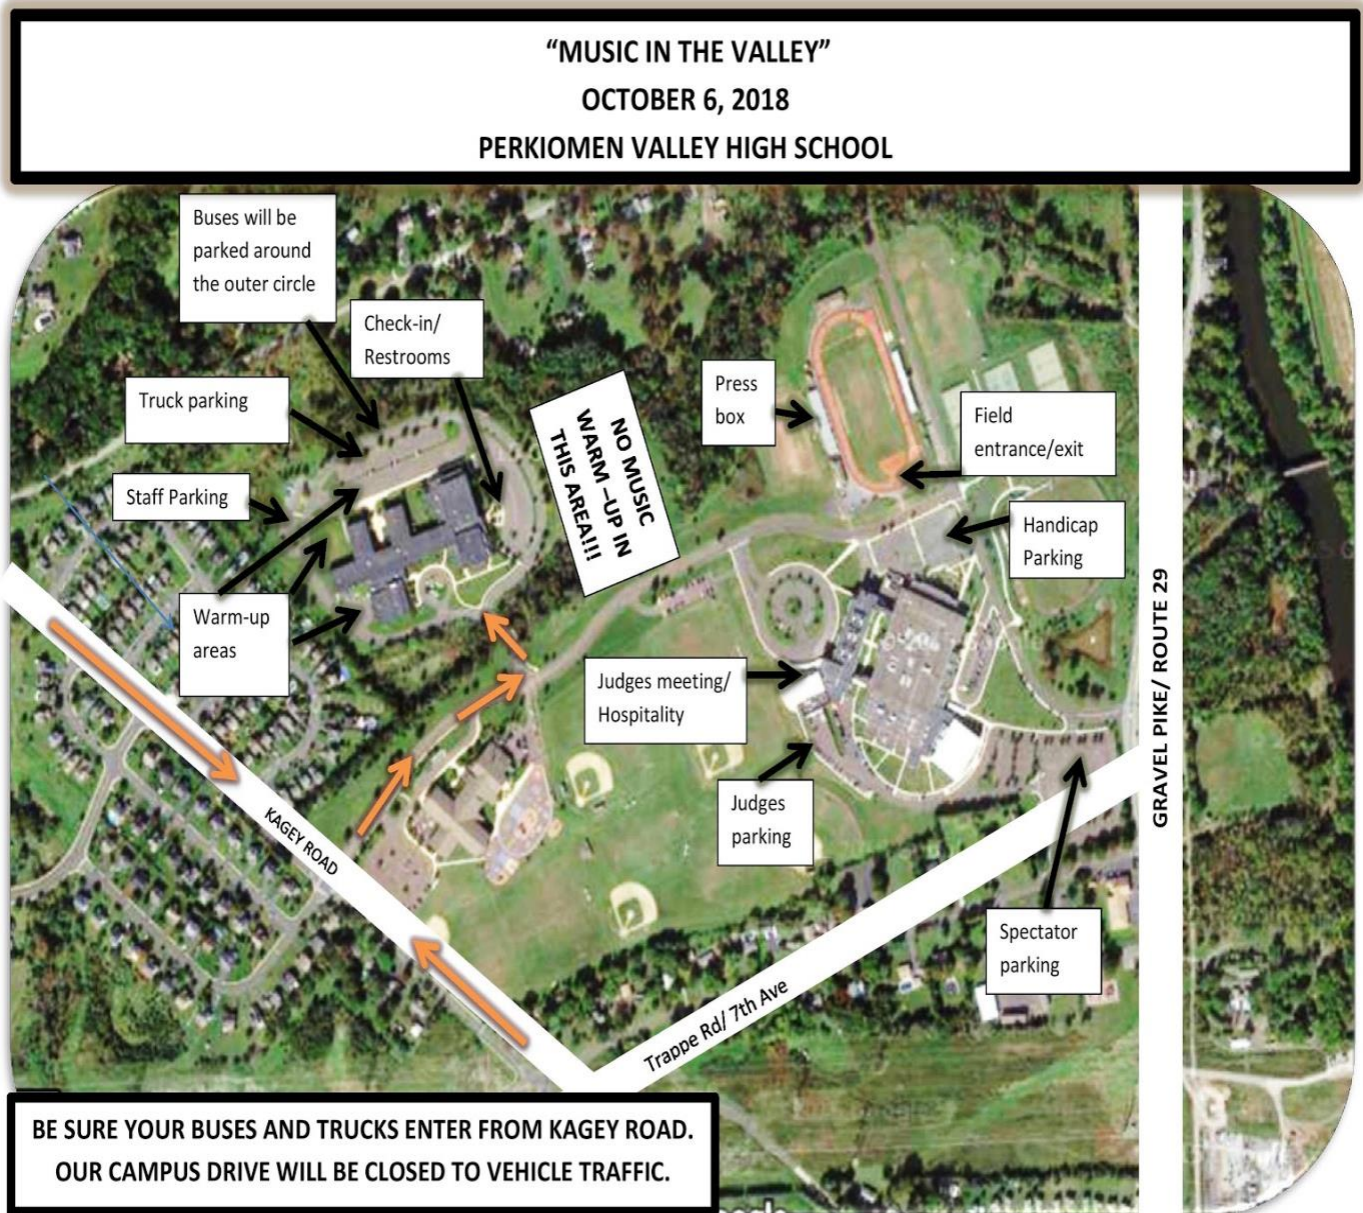 “MUSIC IN THE VALLEY”
OCTOBER 6, 2018
PERKIOMEN VALLEY HIGH SCHOOL
Buses will be
parked around
the outer circle
Check-in/
Restrooms
Truck parking
Staff Parking
Warm-up
areas
NO MUSIC
WARM –UP IN
THIS AREA!!!
Press
box
Field
entrance/exit
Handicap
Parking
Judges meeting/
Hospitality
Judges
parking
Spectator
parking
KAGEY ROAD
Trappe Rd/ 7th Ave
GRAVEL PIKE/ ROUTE 29
BE SURE YOUR BUSES AND TRUCKS ENTER FROM KAGEY ROAD.
OUR CAMPUS DRIVE WILL BE CLOSED TO VEHICLE TRAFFIC.